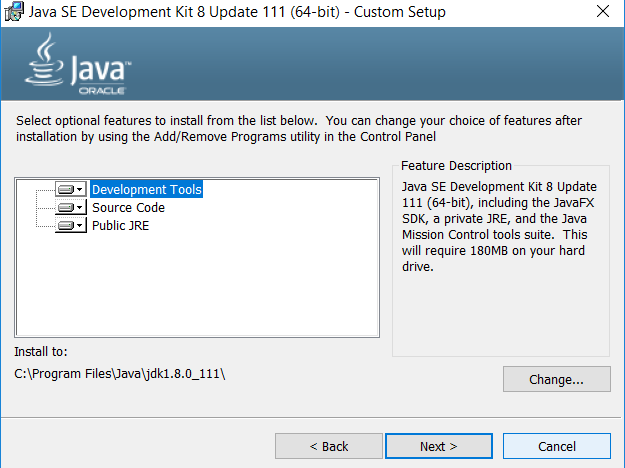 Java SE Development Kit 8 Update 111 (64-bit) - Custom Setup
Java™
ORACLE
Select optional features to install from the list below.  You can change your choice of features after
installation by using the Add/Remove Programs utility in the Control Panel
Development Tools
Source Code
Public JRE
Feature Description
Java SE Development Kit 8 Update
111 (64-bit), including the JavaFX
SDK, a private JRE, and the Java
Mission Control tools suite.  This
will require 180MB on your hard
drive.
Install to:
C:\Program Files\Java\jdk1.8.0_111\
Change...
< Back
Next >
Cancel